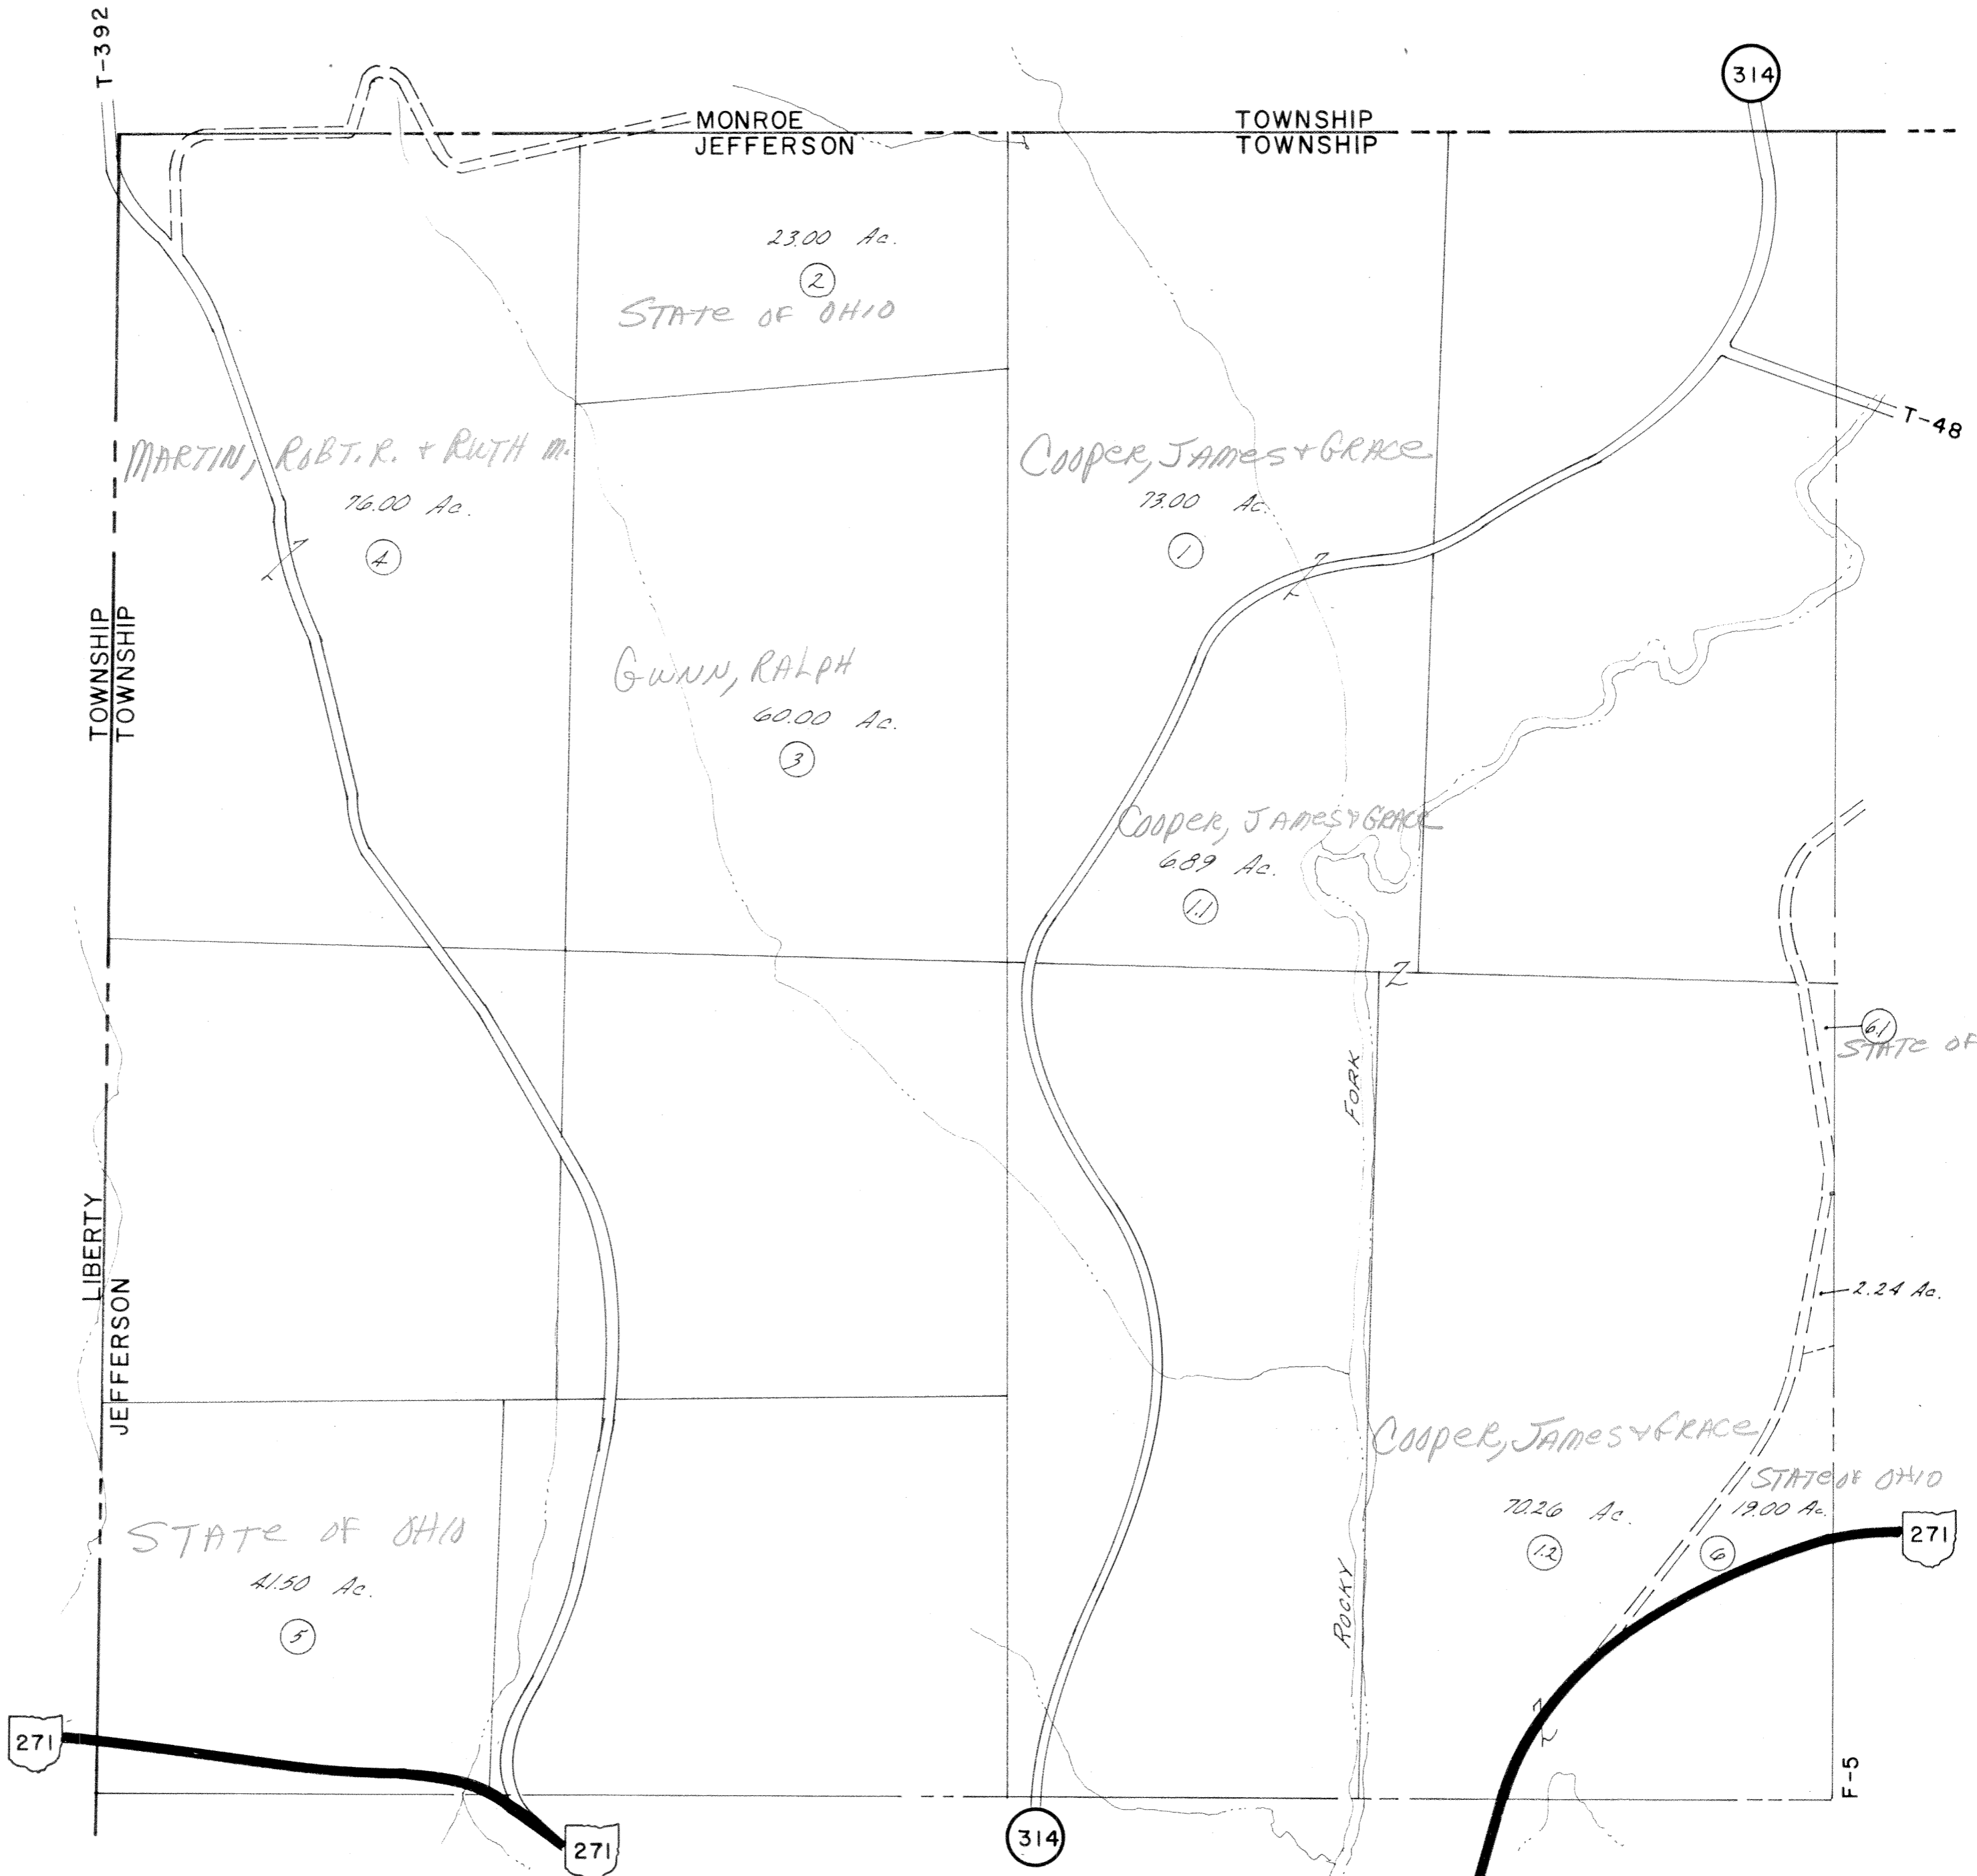 T-392
314
MONROE TOWNSHIP
JEFFERSON TOWNSHIP
23.00 Ac.
2
STATE OF OHIO
T-48
MARTIN, ROBT. R. + RUTH M.
76.00 Ac.
4
COOPER, JAMES + GRACE
73.00 Ac.
1
Z
Z
TOWNSHIP
TOWNSHIP
GWNN, RALPH
60.00 Ac.
3
COOPER, JAMES + GRACE
6.89 Ac.
1.1
Z
6.1
STATE OF
FORK
LIBERTY
JEFFERSON
2.24 Ac.
COOPER, JAMES + GRACE
STATE OF OHIO
70.26 Ac.
19.00 Ac.
1.2
6
271
STATE OF OHIO
41.50 Ac.
5
ROCKY
Z
271
F-5
271
314